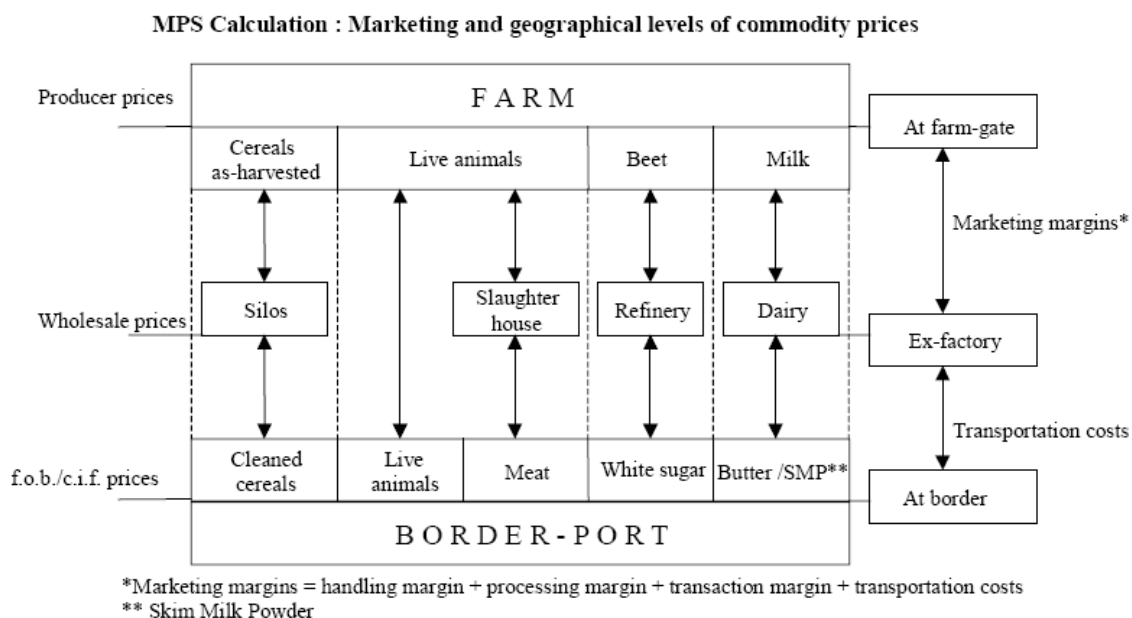 MPS Calculation : Marketing and geographical levels of commodity prices
Producer prices
F A R M
At farm-gate
Cereals
as-harvested
Live animals
Beet
Milk
Marketing margins*
Wholesale prices
Silos
Slaughter
house
Refinery
Dairy
Ex-factory
Transportation costs
f.o.b./c.i.f. prices
Cleaned
cereals
Live
animals
Meat
White sugar
Butter /SMP**
At border
B O R D E R - P O R T
*Marketing margins = handling margin + processing margin + transaction margin + transportation costs
** Skim Milk Powder